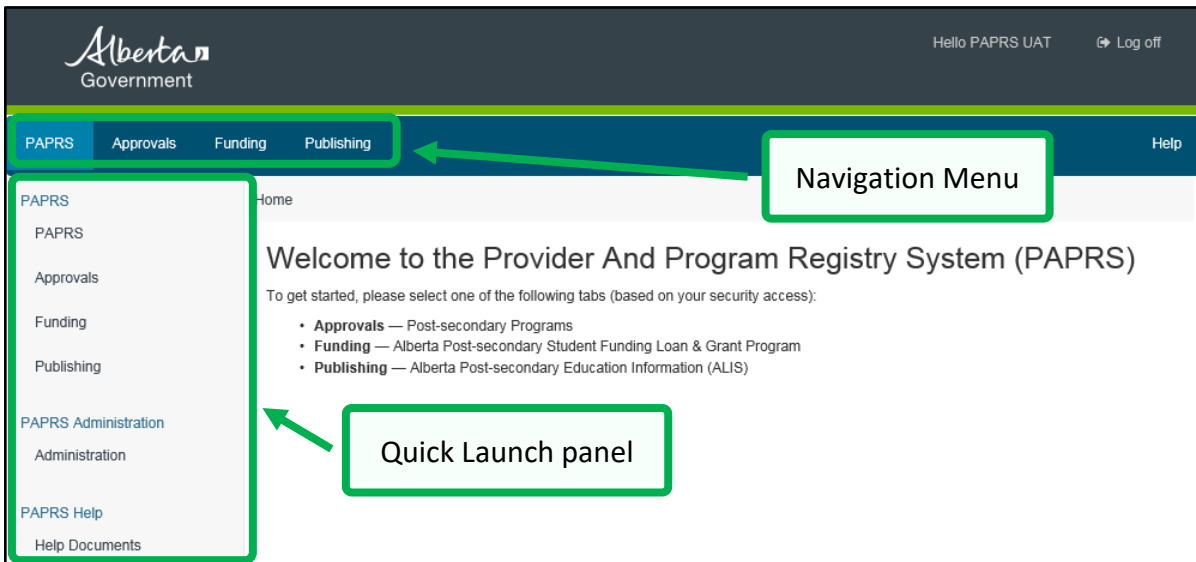 Alberta
Government
Hello PAPRS UAT
Log off
PAPRS
Approvals
Funding
Publishing
Help
Navigation Menu
PAPRS
PAPRS
Approvals
Funding
Publishing
PAPRS Administration
Administration
PAPRS Help
Help Documents
Home
Welcome to the Provider And Program Registry System (PAPRS)
To get started, please select one of the following tabs (based on your security access):
• Approvals — Post-secondary Programs
• Funding — Alberta Post-secondary Student Funding Loan & Grant Program
• Publishing — Alberta Post-secondary Education Information (ALIS)
Quick Launch panel